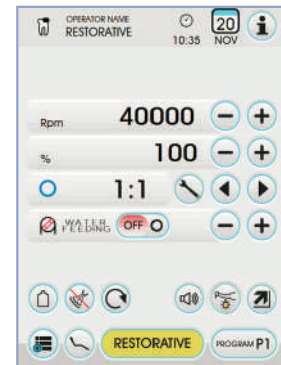 OPERATOR NAME
RESTORATIVE
10:35
20
NOV
i
Rpm 40000 - +
% 100 - +
1:1
WATER FEEDING OFF - +
RESTORATIVE
PROGRAM P1